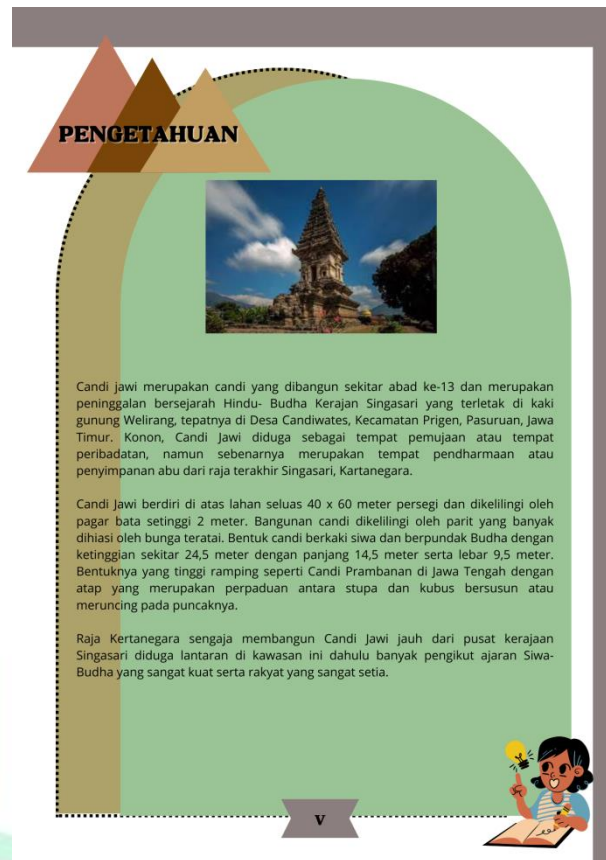 PENGETAHUAN
Candi jawi merupakan candi yang dibangun sekitar abad ke-13 dan merupakan
peninggalan bersejarah Hindu- Budha Kerajan Singasari yang terletak di kaki
gunung Welirang, tepatnya di Desa Candiwates, Kecamatan Prigen, Pasuruan, Jawa
Timur. Konon, Candi Jawi diduga sebagai tempat pemujaan atau tempat
peribadatan, namun sebenarnya merupakan tempat pendharmaan atau
penyimpanan abu dari raja terakhir Singasari, Kartanegara.
Candi Jawi berdiri di atas lahan seluas 40 x 60 meter persegi dan dikelilingi oleh
pagar bata setinggi 2 meter. Bangunan candi dikelilingi oleh parit yang banyak
dihiasi oleh bunga teratai. Bentuk candi berkaki siwa dan berpundak Budha dengan
ketinggian sekitar 24,5 meter dengan panjang 14,5 meter serta lebar 9,5 meter.
Bentuknya yang tinggi ramping seperti Candi Prambanan di Jawa Tengah dengan
atap yang merupakan perpaduan antara stupa dan kubus bersusun atau
meruncing pada puncaknya.
Raja Kertanegara sengaja membangun Candi Jawi jauh dari pusat kerajaan
Singasari diduga lantaran di kawasan ini dahulu banyak pengikut ajaran Siwa-
Budha yang sangat kuat serta rakyat yang sangat setia.
V